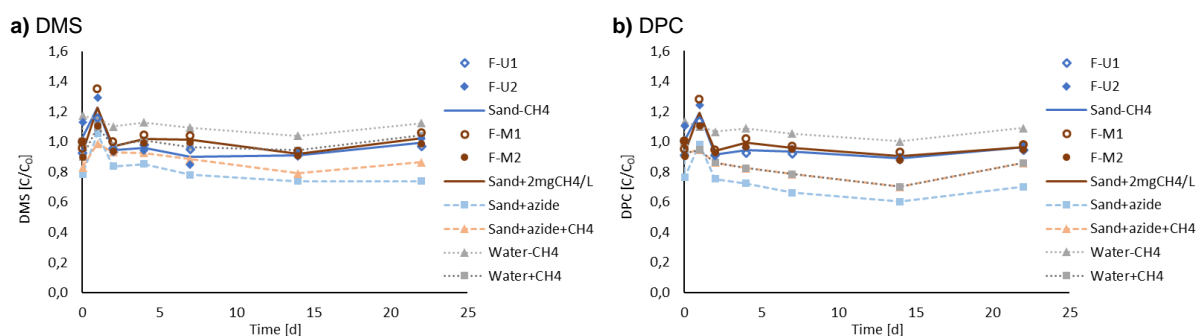 a) DMS
1,6
1,4
1,2
1,0
0,8
0,6
0,4
0,2
0,0
DMS [C/C₀]
0 5 10 15 20 25
Time [d]
F-U1
F-U2
Sand-CH4
F-M1
F-M2
Sand+2mgCH4/L
Sand+azide
Sand+azide+CH4
Water-CH4
Water+CH4
b) DPC
1,6
1,4
1,2
1,0
0,8
0,6
0,4
0,2
0,0
DPC [C/C₀]
0 5 10 15 20 25
Time [d]
F-U1
F-U2
Sand-CH4
F-M1
F-M2
Sand+2mgCH4/L
Sand+azide
Sand+azide+CH4
Water-CH4
Water+CH4